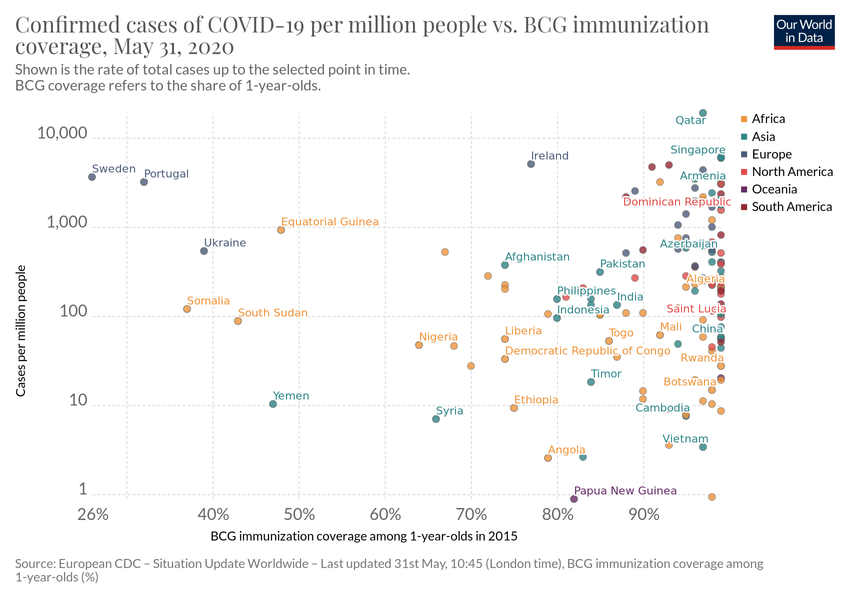 Confirmed cases of COVID-19 per million people vs. BCG immunization
coverage, May 31, 2020
Our World
in Data
Shown is the rate of total cases up to the selected point in time.
BCG coverage refers to the share of 1-year-olds.
Qatar
Africa
Asia
Europe
North America
Oceania
South America
10,000
Singapore
Ireland
Sweden
Portugal
Armenia
Dominican Republic
1,000
Equatorial Guinea
Ukraine
Azerbaijan
Afghanistan
Pakistan
Algeria
Philippines
India
Somalia
South Sudan
Indonesia
Saint Lucia
100
Nigeria
Liberia
Togo
Mali
China
Democratic Republic of Congo
Rwanda
Timor
Botswana
10
Yemen
Syria
Ethiopia
Cambodia
Vietnam
Angola
Papua New Guinea
1
Cases per million people
26%
40%
50%
60%
70%
80%
90%
BCG immunization coverage among 1-year-olds in 2015
Source: European CDC – Situation Update Worldwide – Last updated 31st May, 10:45 (London time), BCG immunization coverage among
1-year-olds (%)